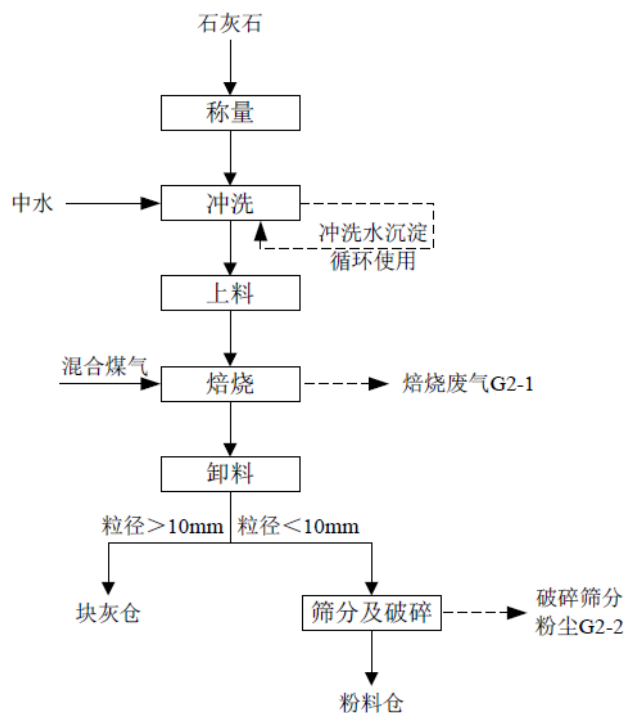 石灰石
称量
中水
冲洗
冲洗水沉淀
循环使用
上料
混合煤气
焙烧
焙烧废气G2-1
卸料
粒径＞10mm
粒径＜10mm
块灰仓
筛分及破碎
破碎筛分
粉尘G2-2
粉料仓